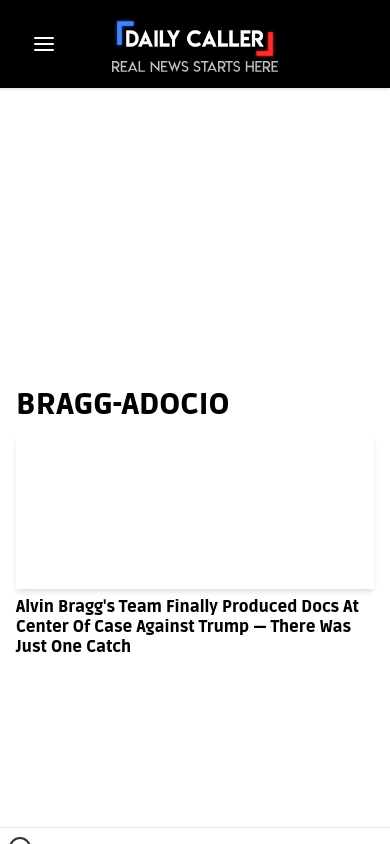 DAILY CALLER
REAL NEWS STARTS HERE
BRAGG-ADOCIO
Alvin Bragg's Team Finally Produced Docs At
Center Of Case Against Trump — There Was
Just One Catch